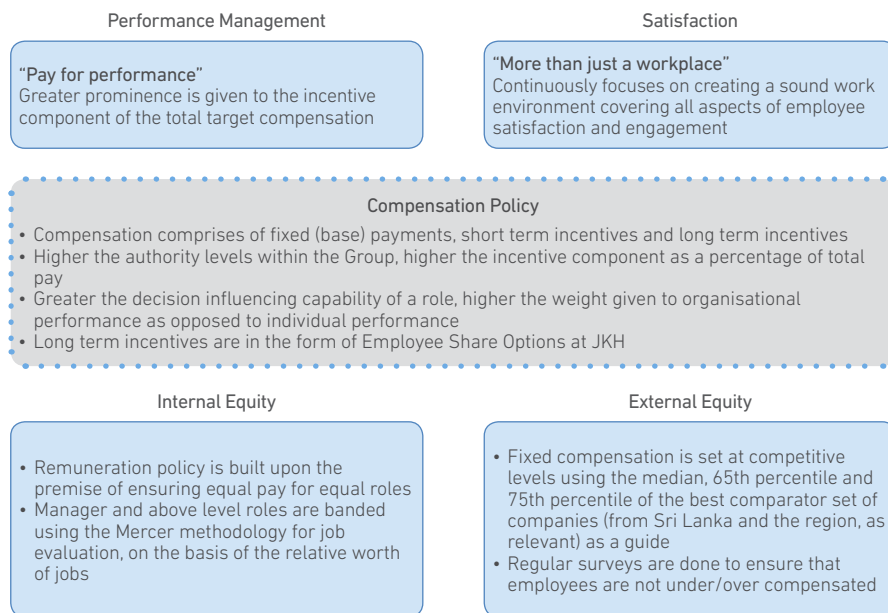 Performance Management
“Pay for performance”
Greater prominence is given to the incentive
component of the total target compensation
Satisfaction
“More than just a workplace”
Continuously focuses on creating a sound work
environment covering all aspects of employee
satisfaction and engagement
Compensation Policy
• Compensation comprises of fixed (base) payments, short term incentives and long term incentives
• Higher the authority levels within the Group, higher the incentive component as a percentage of total
pay
• Greater the decision influencing capability of a role, higher the weight given to organisational
performance as opposed to individual performance
• Long term incentives are in the form of Employee Share Options at JKH
Internal Equity
• Remuneration policy is built upon the
premise of ensuring equal pay for equal roles
• Manager and above level roles are banded
using the Mercer methodology for job
evaluation, on the basis of the relative worth
of jobs
External Equity
• Fixed compensation is set at competitive
levels using the median, 65th percentile and
75th percentile of the best comparator set of
companies (from Sri Lanka and the region, as
relevant) as a guide
• Regular surveys are done to ensure that
employees are not under/over compensated